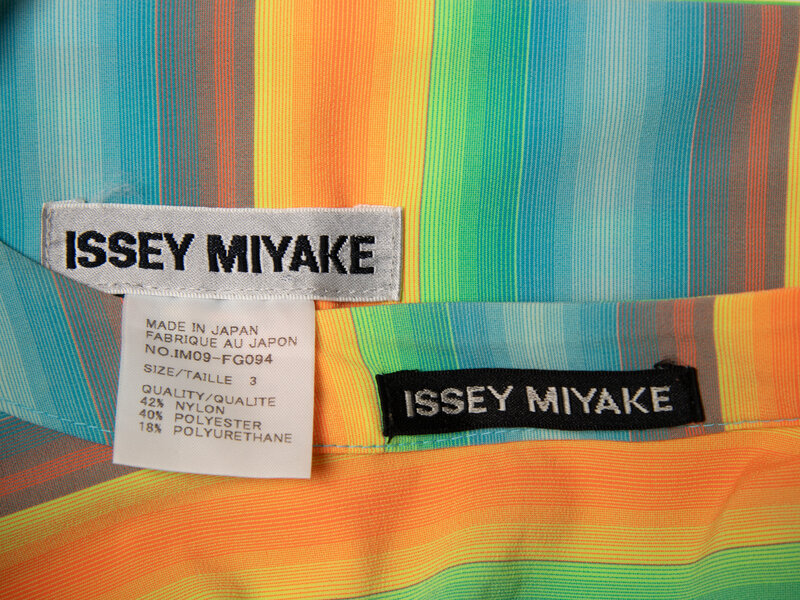 ISSEY MIYAKE
MADE IN JAPAN
FABRIQUE AU JAPON
NO.IM09-FG094
SIZE/TAILLE 3
QUALITY/QUALITE
42% NYLON
40% POLYESTER
18% POLYURETHANE
ISSEY MIYAKE